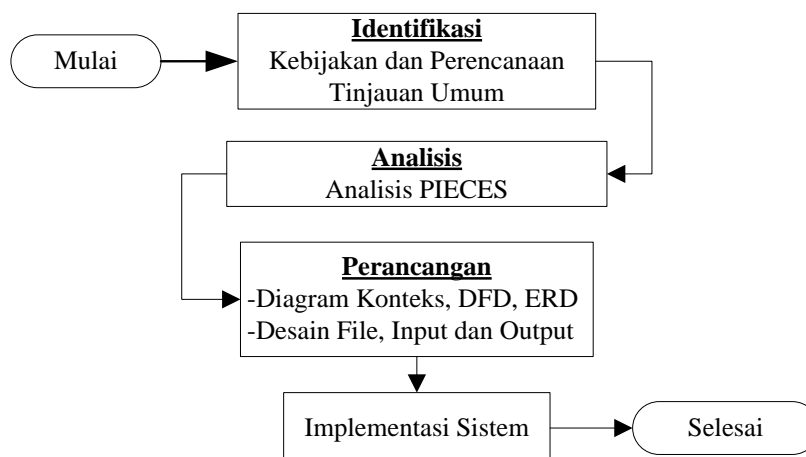 Mulai
Identifikasi
Kebijakan dan Perencanaan
Tinjauan Umum
Analisis
Analisis PIECES
Perancangan
-Diagram Konteks, DFD, ERD
-Desain File, Input dan Output
Implementasi Sistem
Selesai